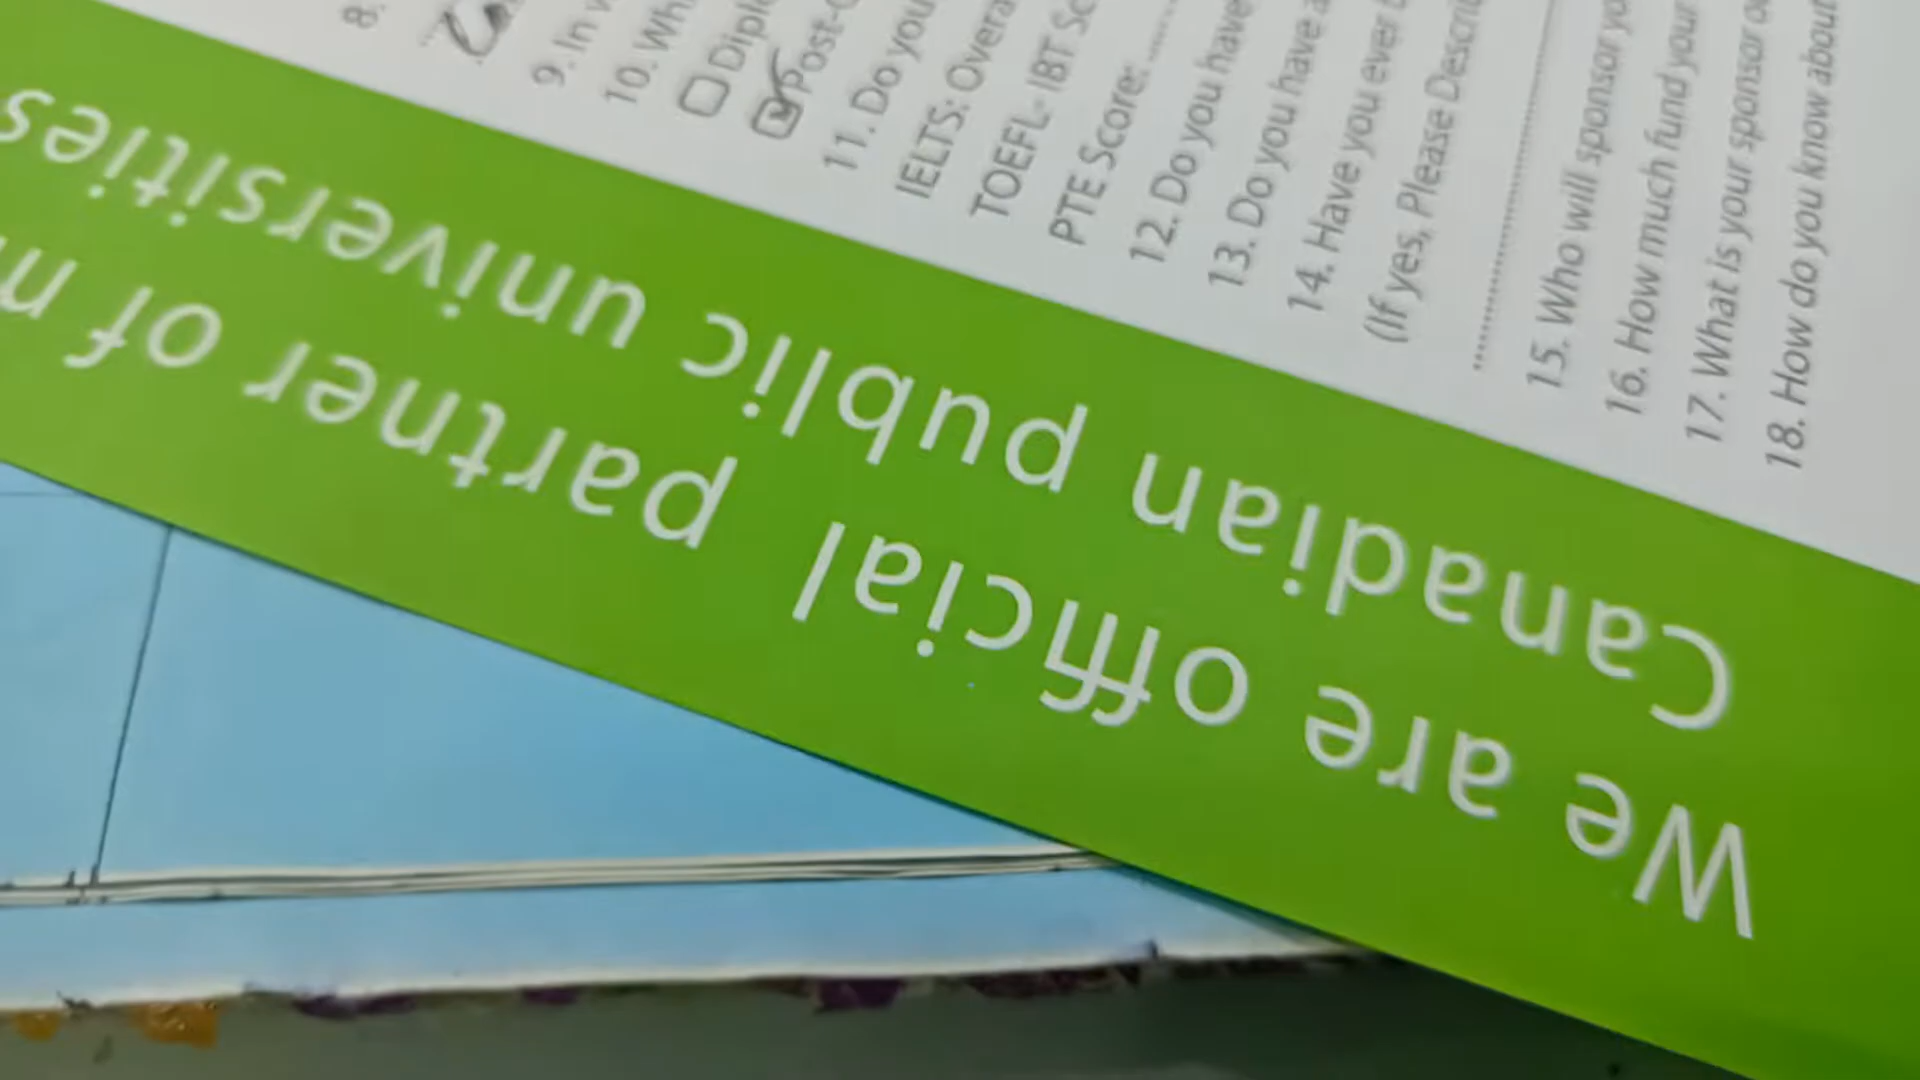 We are official partner of
Canadian public universities
8.
9. In
10. Wh
Post-
11. Do you
IELTS: Overa
TOEFL- IBT Sc
PTE Score:
12. Do you have
13. Do you have a
14. Have you ever
(If yes, Please Descri
15. Who will sponsor yo
16. How much fund your
17. What is your sponsor
18. How do you know about